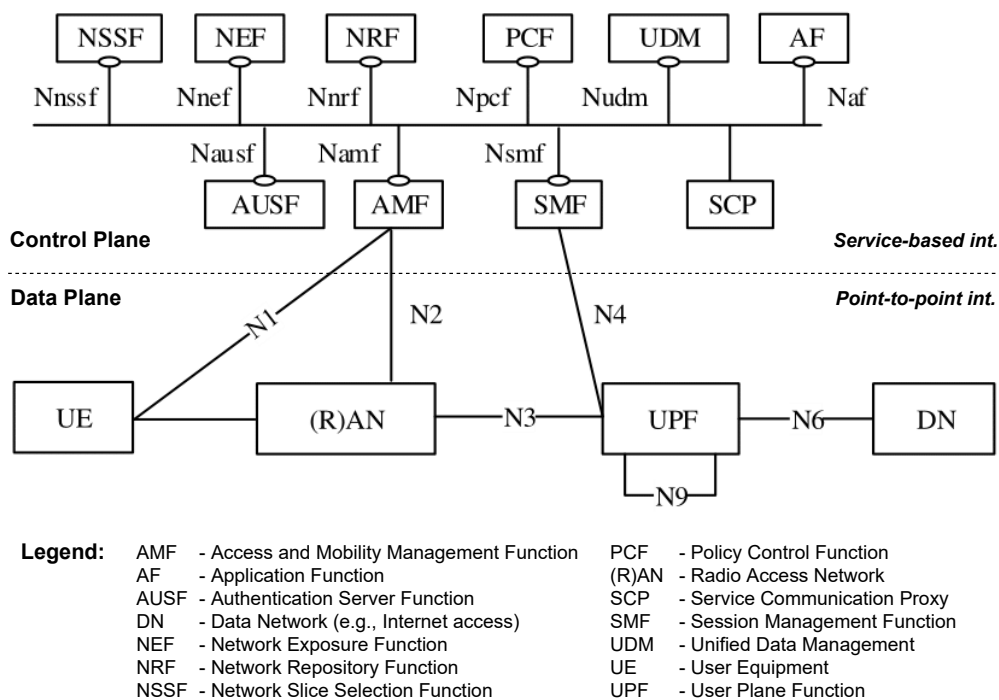 NSSF NEF NRF PCF UDM AF
Nnssf Nnef Nnrf Npcf Nudm Naf
Nausf Namf Nsmf
AUSF AMF SMF SCP
Control Plane Service-based int.
Data Plane Point-to-point int.
N1 N2 N4
UE (R)AN N3 UPF N6 DN
N9
Legend:
AMF - Access and Mobility Management Function
AF - Application Function
AUSF - Authentication Server Function
DN - Data Network (e.g., Internet access)
NEF - Network Exposure Function
NRF - Network Repository Function
NSSF - Network Slice Selection Function
PCF - Policy Control Function
(R)AN - Radio Access Network
SCP - Service Communication Proxy
SMF - Session Management Function
UDM - Unified Data Management
UE - User Equipment
UPF - User Plane Function